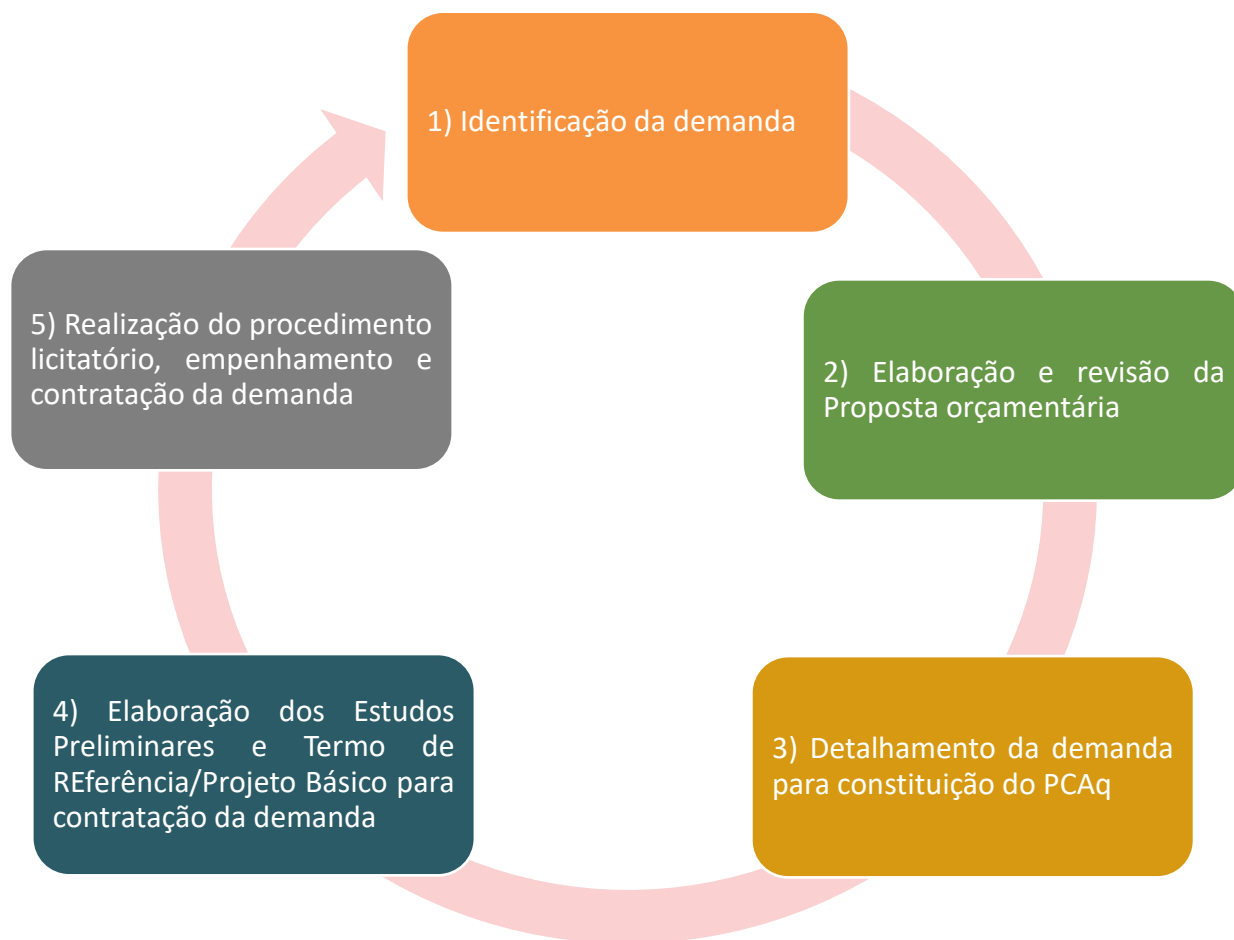 1) Identificação da demanda
2) Elaboração e revisão da
Proposta orçamentária
3) Detalhamento da demanda
para constituição do PCAq
4) Elaboração dos Estudos
Preliminares e Termo de
REferência/Projeto Básico para
contratação da demanda
5) Realização do procedimento
licitatório, empenhamento e
contratação da demanda